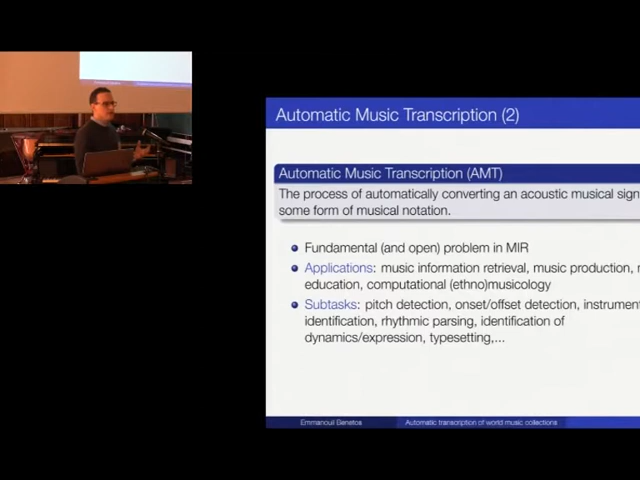 Automatic Music Transcription (2)
Automatic Music Transcription (AMT)
The process of automatically converting an acoustic musical sign
some form of musical notation.
Fundamental (and open) problem in MIR
Applications: music information retrieval, music production,
education, computational (ethno)musicology
Subtasks: pitch detection, onset/offset detection, instrument
identification, rhythmic parsing, identification of
dynamics/expression, typesetting,...
Emmanouil Benetos
Automatic transcription of world music collections